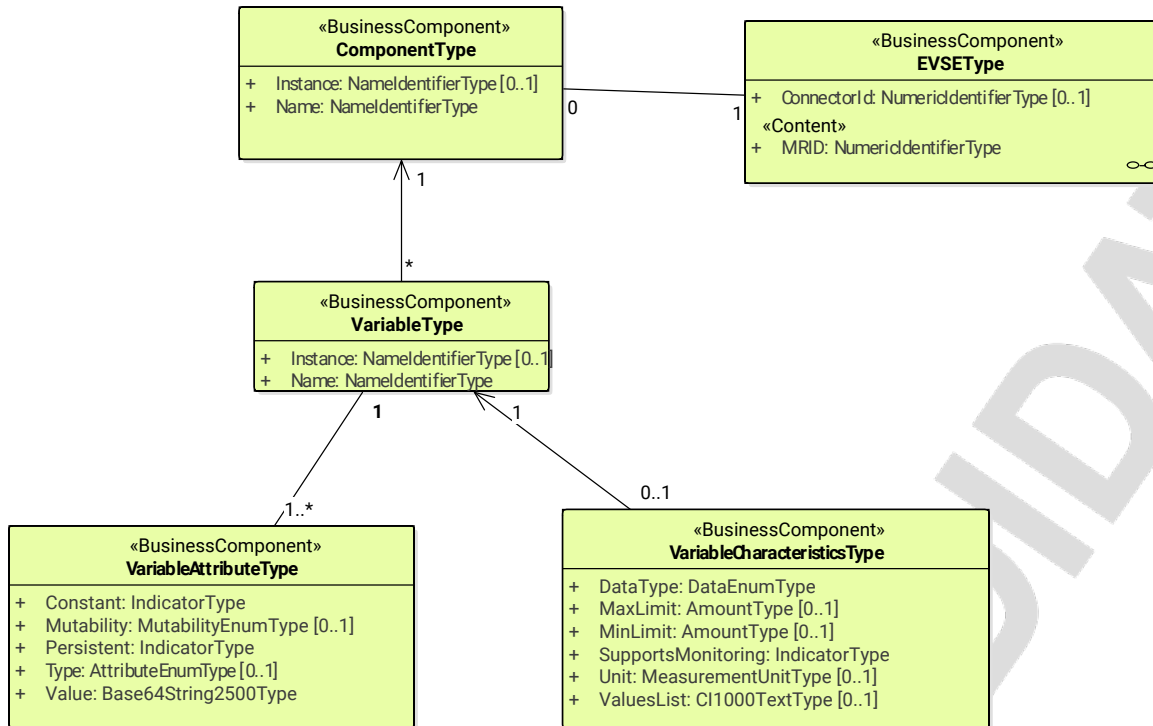 «BusinessComponent»
ComponentType
+ Instance: NameIdentifierType [0..1]
+ Name: NameIdentifierType
«BusinessComponent»
EVSEType
+ ConnectorId: NumericIdentifierType [0..1]
«Content»
+ MRID: NumericIdentifierType
0
1
1
*
«BusinessComponent»
VariableType
+ Instance: NameIdentifierType [0..1]
+ Name: NameIdentifierType
1
1
1..*
0..1
«BusinessComponent»
VariableAttributeType
+ Constant: IndicatorType
+ Mutability: MutabilityEnumType [0..1]
+ Persistent: IndicatorType
+ Type: AttributeEnumType [0..1]
+ Value: Base64String2500Type
«BusinessComponent»
VariableCharacteristicsType
+ DataType: DataEnumType
+ MaxLimit: AmountType [0..1]
+ MinLimit: AmountType [0..1]
+ SupportsMonitoring: IndicatorType
+ Unit: MeasurementUnitType [0..1]
+ ValuesList: CI1000TextType [0..1]